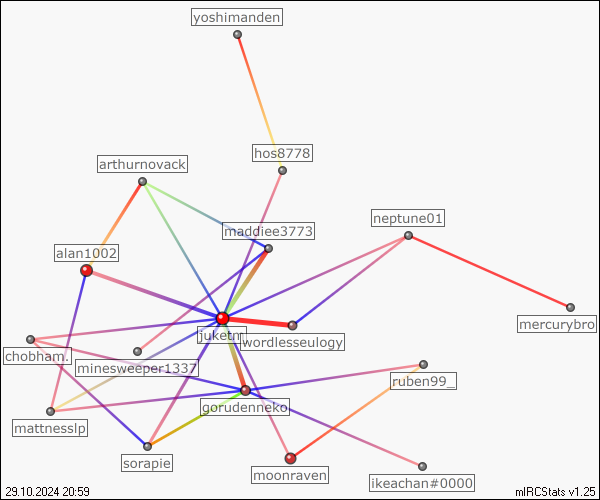 yoshimanden
hos8778
arthurnovack
neptune01
maddiee3773
alan1002
mercurybro
juketm
wordlesseulogy
chobham.
minesweeper1337
ruben99_
gorudenneko
mattnesslp
sorapie
moonraven
ikeachan#0000
29.10.2024 20:59
mIRCStats v1.25